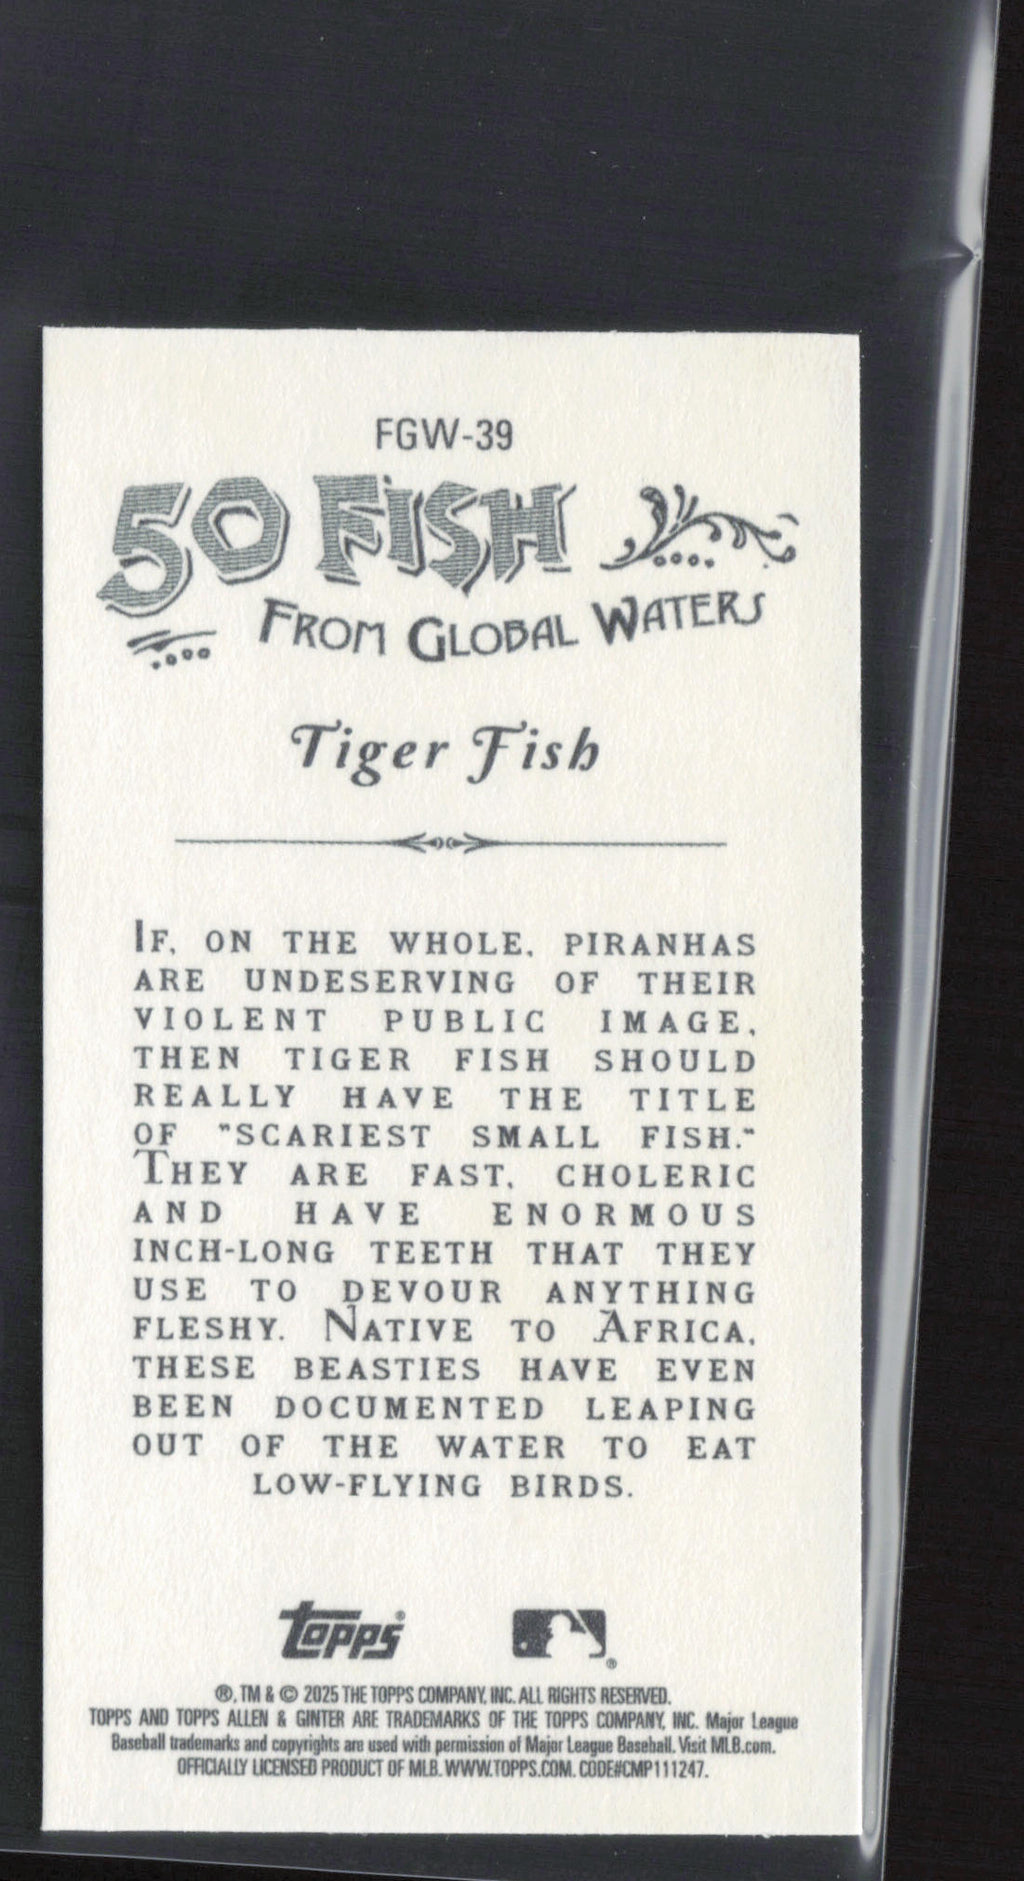 FGW-39
50 FISH
FROM GLOBAL WATERS
Tiger Fish
IF, ON THE WHOLE, PIRANHAS
ARE UNDESERVING OF THEIR
VIOLENT PUBLIC IMAGE,
THEN TIGER FISH SHOULD
REALLY HAVE THE TITLE
OF "SCARIEST SMALL FISH."
THEY ARE FAST, CHOLERIC
AND HAVE ENORMOUS
INCH-LONG TEETH THAT THEY
USE TO DEVOUR ANYTHING
FLESHY. NATIVE TO AFRICA,
THESE BEASTIES HAVE EVEN
BEEN DOCUMENTED LEAPING
OUT OF THE WATER TO EAT
LOW-FLYING BIRDS.
topps®
®
®, TM & © 2025 THE TOPPS COMPANY, INC. ALL RIGHTS RESERVED.
TOPPS AND TOPPS ALLEN & GINTER ARE TRADEMARKS OF THE TOPPS COMPANY, INC. Major League
Baseball trademarks and copyrights are used with permission of Major League Baseball. Visit MLB.com.
OFFICIALLY LICENSED PRODUCT OF MLB. WWW.TOPPS.COM. CODE#CMP111247.